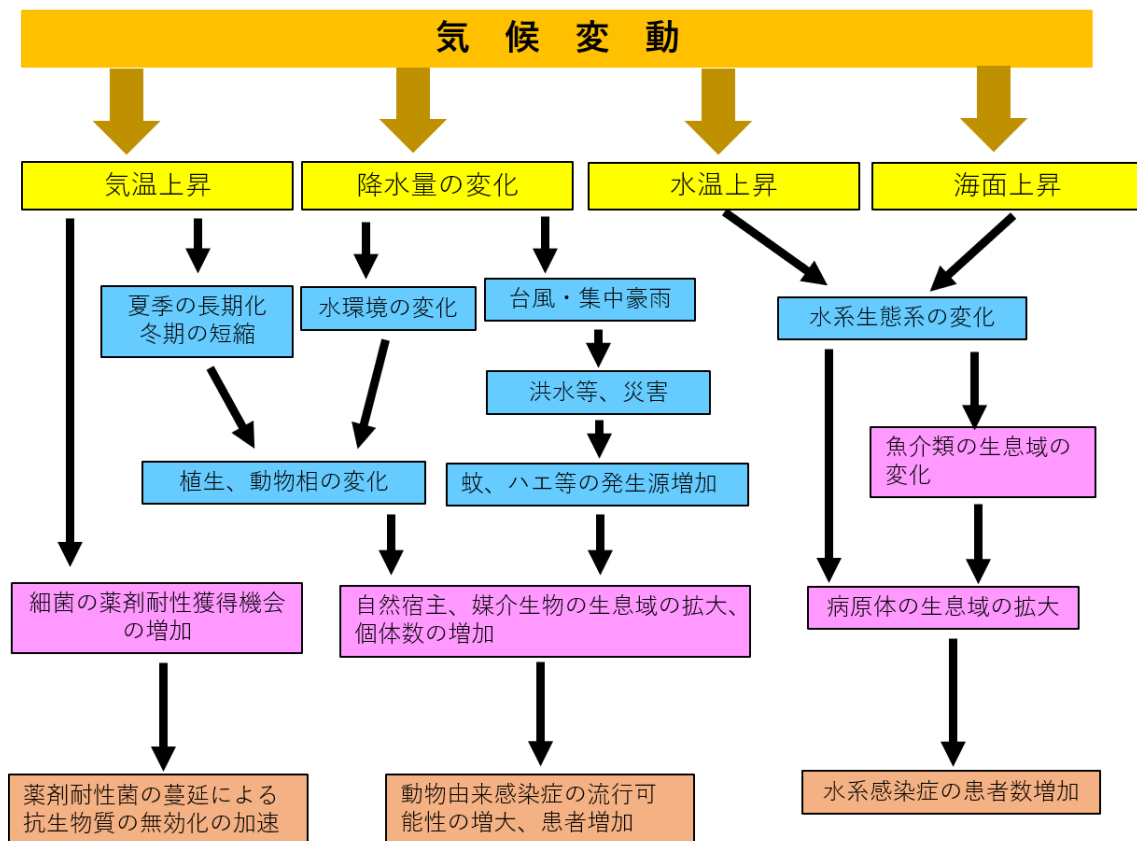 気候変動
気温上昇
降水量の変化
水温上昇
海面上昇
夏季の長期化
冬期の短縮
水環境の変化
台風・集中豪雨
水系生態系の変化
洪水等、災害
魚介類の生息域の
変化
植生、動物相の変化
蚊、ハエ等の発生源増加
細菌の薬剤耐性獲得機会
の増加
自然宿主、媒介生物の生息域の拡大、
個体数の増加
病原体の生息域の拡大
薬剤耐性菌の蔓延による
抗生物質の無効化の加速
動物由来感染症の流行可
能性の増大、患者増加
水系感染症の患者数増加